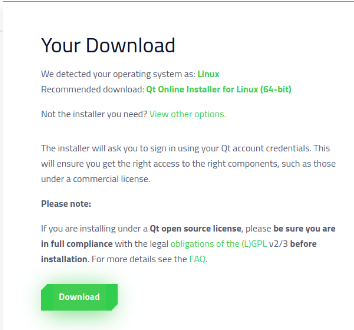 Your Download
We detected your operating system as: Linux
Recommended download: Qt Online Installer for Linux (64-bit)
Not the installer you need? View other options.
The installer will ask you to sign in using your Qt account credentials. This
will ensure you get the right access to the right components, such as those
under a commercial license.
Please note:
If you are installing under a Qt open source license, please be sure you are
in full compliance with the legal obligations of the (L)GPL v2/3 before
installation. For more details see the FAQ.
Download